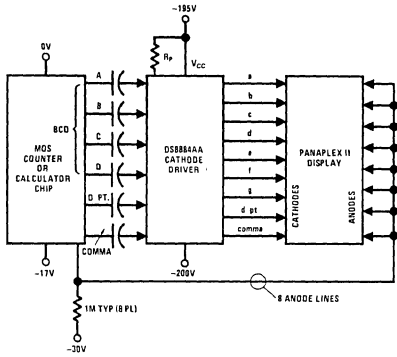 ~195V
0V
RP
VCC
A
B
C
D
D PT.
COMMA
BCD
MOS
COUNTER
OR
CALCULATOR
CHIP
DS8884AA
CATHODE
DRIVER
a
b
c
d
e
f
g
d pt
comma
CATHODES
PANAPLEX II
DISPLAY
ANODES
-17V
-200V
8 ANODE LINES
1M TYP (8 PL)
-30V